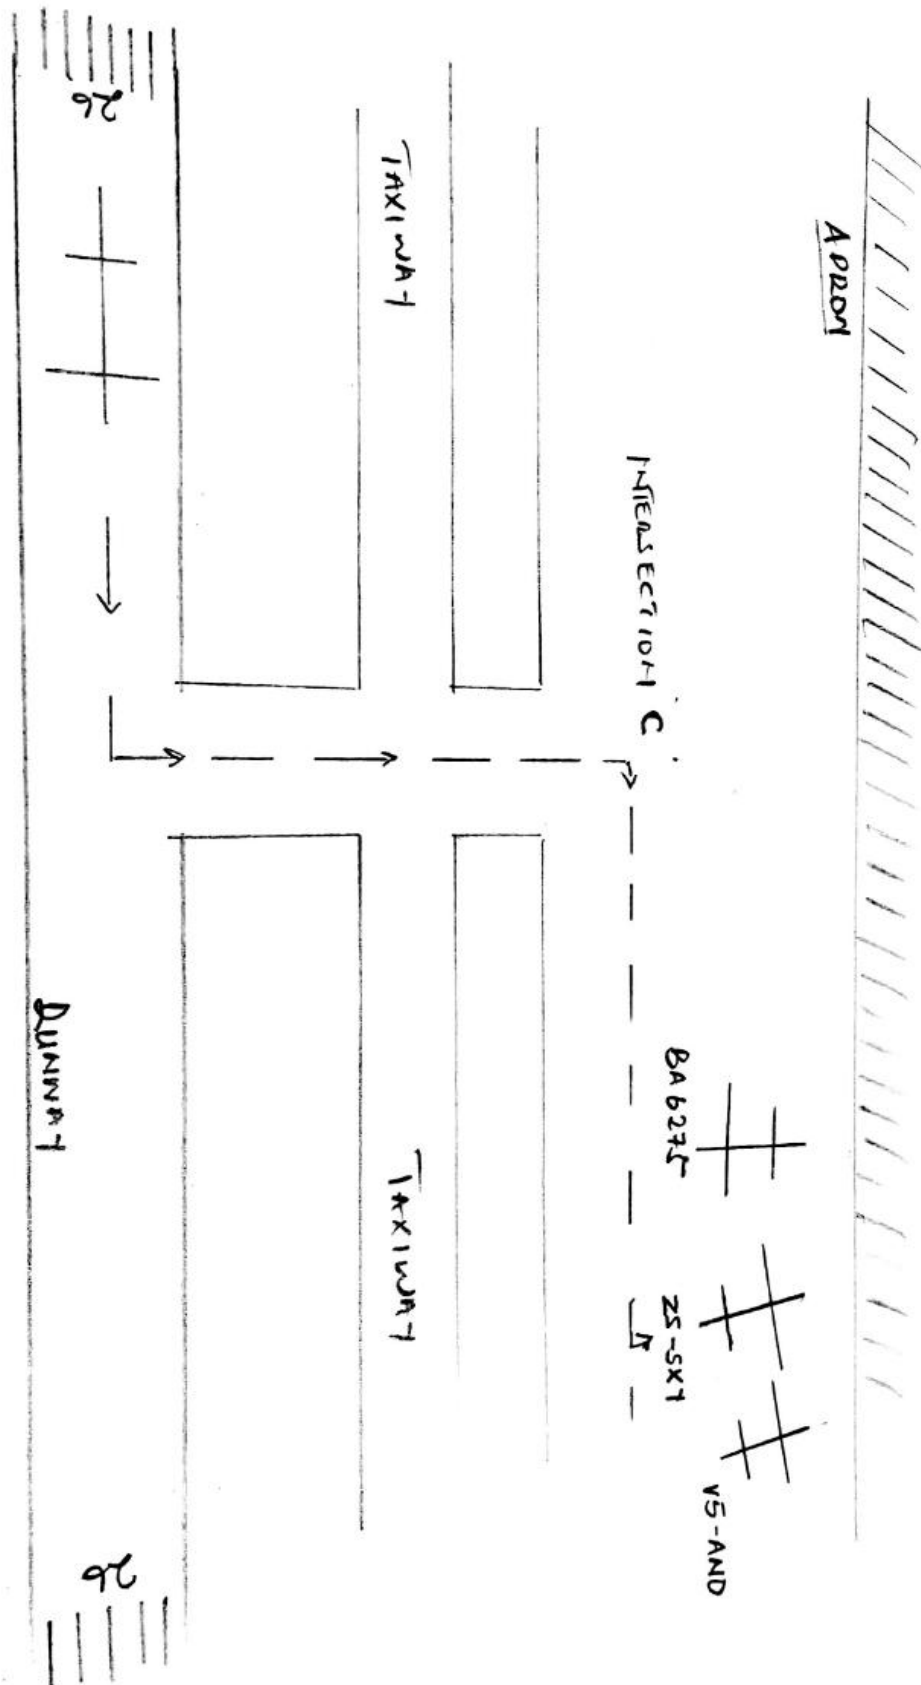 APRON
V5-AND
BA6275
ZS-SXY
INTERSECTION C
TAXIWAY
TAXIWAY
26
26
RUNWAY